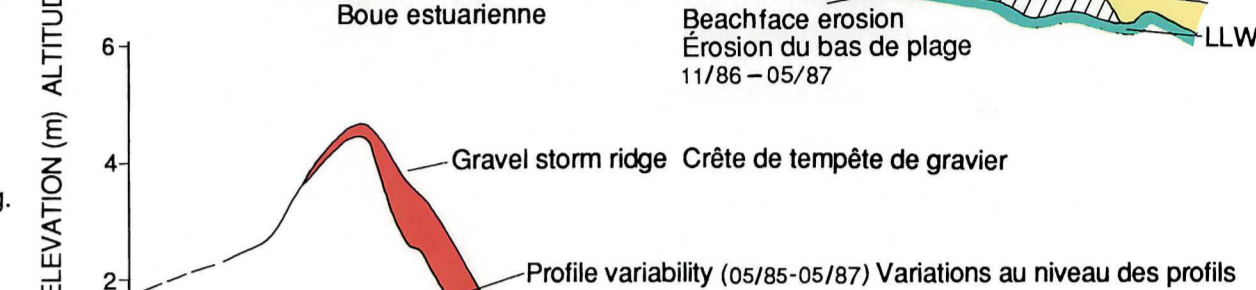 Boue estuarienne
Beachface erosion
Érosion du bas de plage
11/86 – 05/87
LLW
ELEVATION (m) ALTITUD
6
4
2
g.
Gravel storm ridge Crête de tempête de gravier
Profile variability (05/85-05/87) Variations au niveau des profils